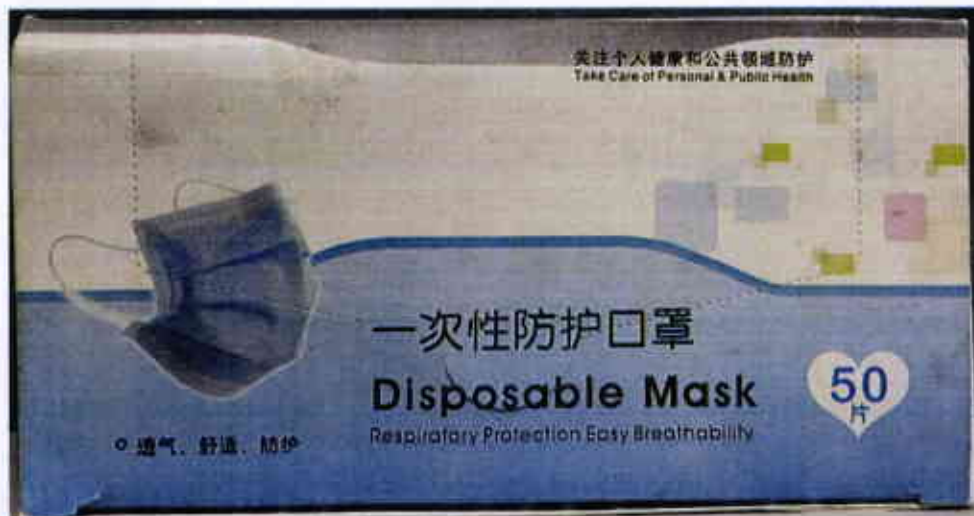 关注个人健康和公共领域防护
Take Care of Personal & Public Health
一次性防护口罩
Disposable Mask
50
片
Respiratory Protection Easy Breathability
透气、舒适、防护